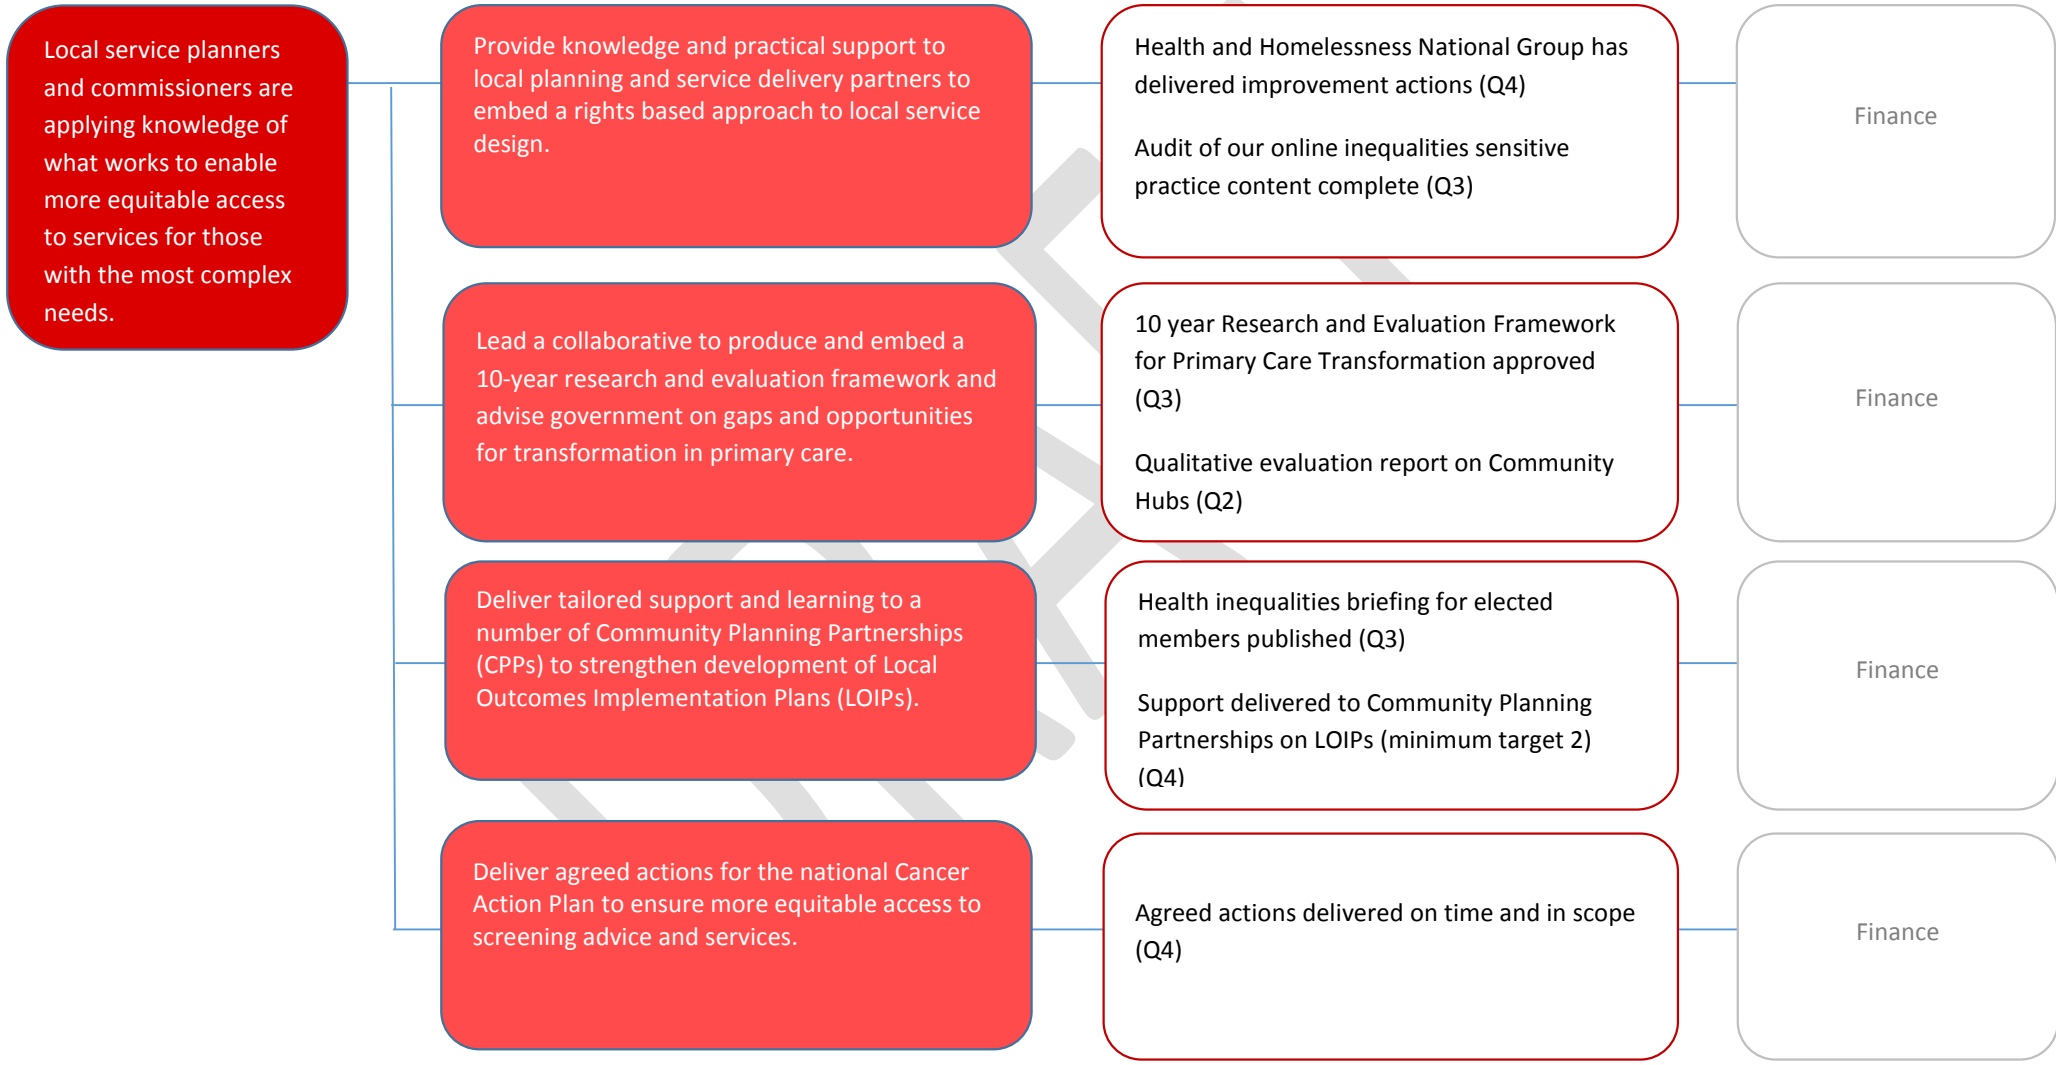 Local service planners
and commissioners are
applying knowledge of
what works to enable
more equitable access
to services for those
with the most complex
needs.
Provide knowledge and practical support to
local planning and service delivery partners to
embed a rights based approach to local service
design.
Health and Homelessness National Group has
delivered improvement actions (Q4)
Audit of our online inequalities sensitive
practice content complete (Q3)
Finance
Lead a collaborative to produce and embed a
10-year research and evaluation framework and
advise government on gaps and opportunities
for transformation in primary care.
10 year Research and Evaluation Framework
for Primary Care Transformation approved
(Q3)
Qualitative evaluation report on Community
Hubs (Q2)
Finance
Deliver tailored support and learning to a
number of Community Planning Partnerships
(CPPs) to strengthen development of Local
Outcomes Implementation Plans (LOIPs).
Health inequalities briefing for elected
members published (Q3)
Support delivered to Community Planning
Partnerships on LOIPs (minimum target 2)
(Q4)
Finance
Deliver agreed actions for the national Cancer
Action Plan to ensure more equitable access to
screening advice and services.
Agreed actions delivered on time and in scope
(Q4)
Finance